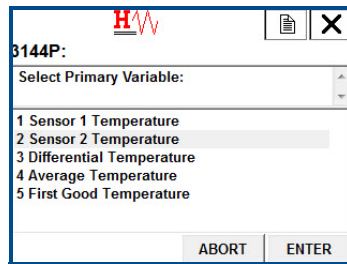 H
3144P:
Select Primary Variable:
1 Sensor 1 Temperature
2 Sensor 2 Temperature
3 Differential Temperature
4 Average Temperature
5 First Good Temperature
ABORT ENTER